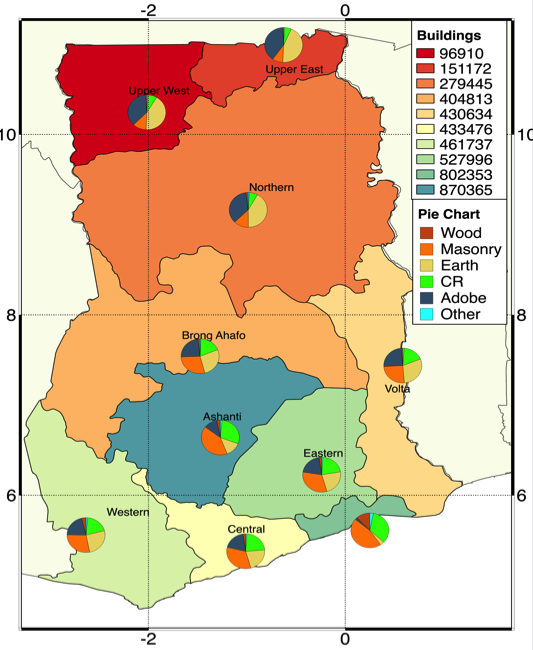 -2 0
Buildings
96910
151172
279445
404813
430634
433476
461737
527996
802353
870365
Upper East
Upper West
10 10
Northern
Pie Chart
Wood
Masonry
Earth
CR
Adobe
Other
8 8
Brong Ahafo
Volta
Ashanti
Eastern
6 6
Western
Central
-2 0